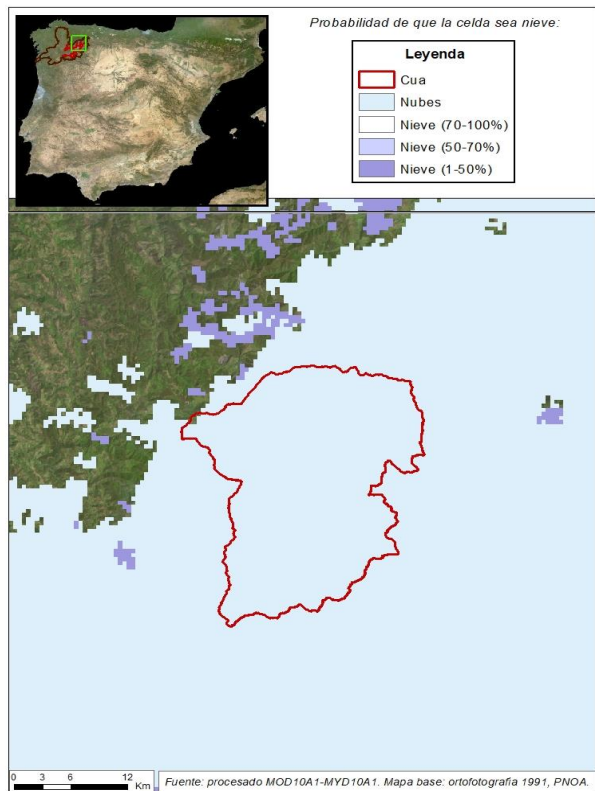 Probabilidad de que la celda sea nieve:
Leyenda
Cua
Nubes
Nieve (70-100%)
Nieve (50-70%)
Nieve (1-50%)
0 3 6 12
Km
Fuente: procesado MOD10A1-MYD10A1. Mapa base: ortofotografia 1991, PNOA.